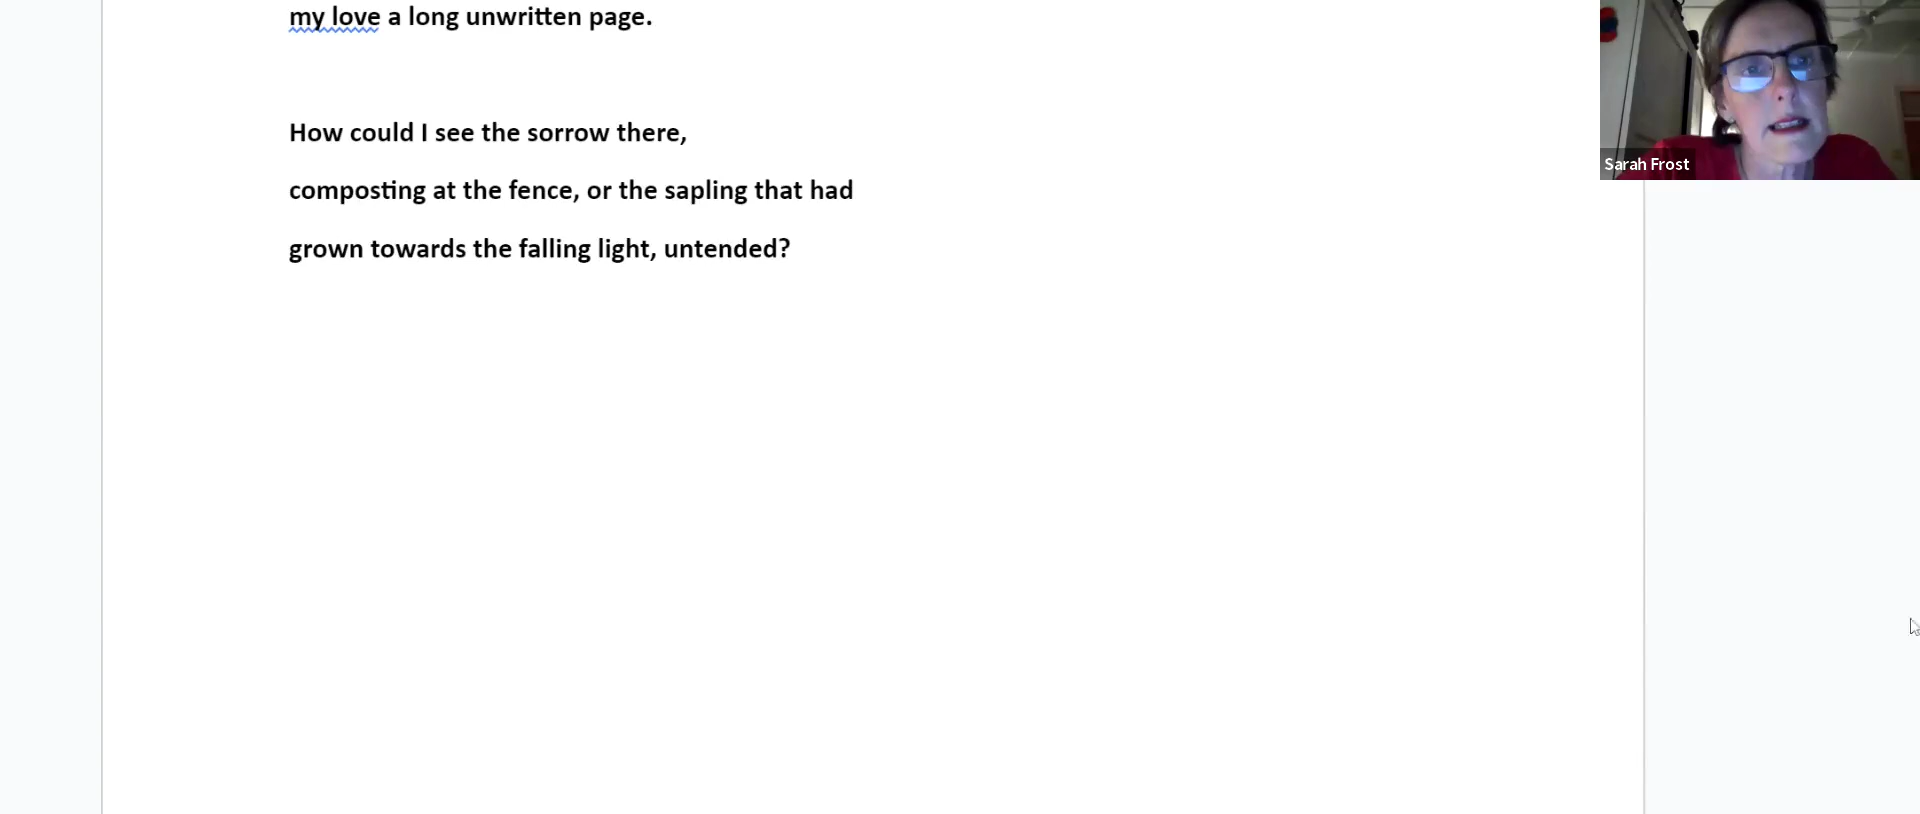 my love a long unwritten page.
How could I see the sorrow there,
composting at the fence, or the sapling that had
grown towards the falling light, untended?
Sarah Frost